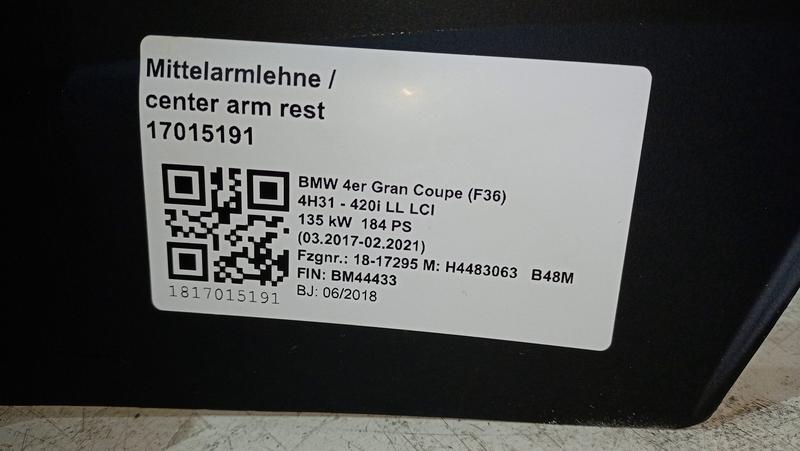 Mittelarmlehne /
center arm rest
17015191
BMW 4er Gran Coupe (F36)
4H31 - 420i LL LCI
135 kW 184 PS
(03.2017-02.2021)
Fzgnr.: 18-17295 M: H4483063 B48M
FIN: BM44433
BJ: 06/2018
1817015191